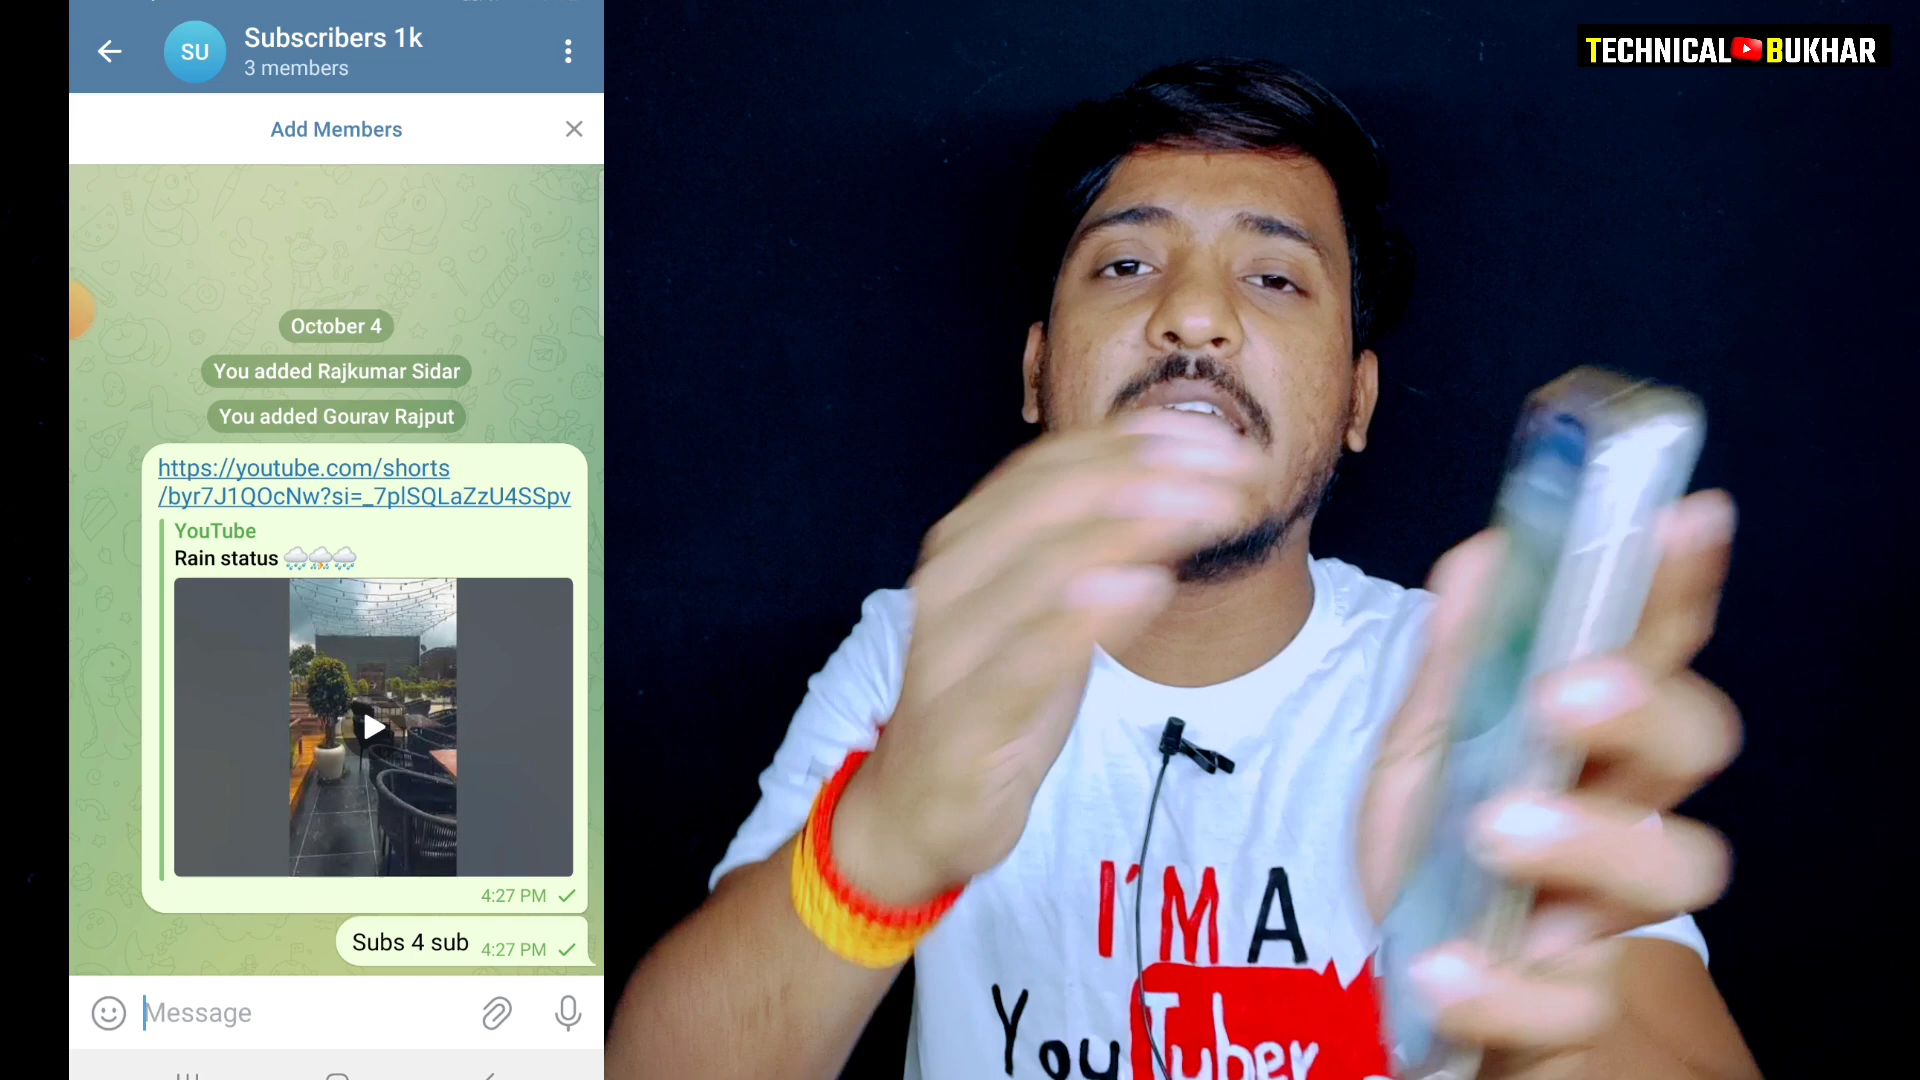 SU
Subscribers 1k
3 members
Add Members
October 4
You added Rajkumar Sidar
You added Gourav Rajput
https://youtube.com/shorts
/byr7J1QOcNw?si=_7plSQLaZzU4SSpv
YouTube
Rain status 🌧️⛈️🌧️
4:27 PM
Subs 4 sub 4:27 PM
Message
TECHNICAL BUKHAR
I'M A
YouTuber